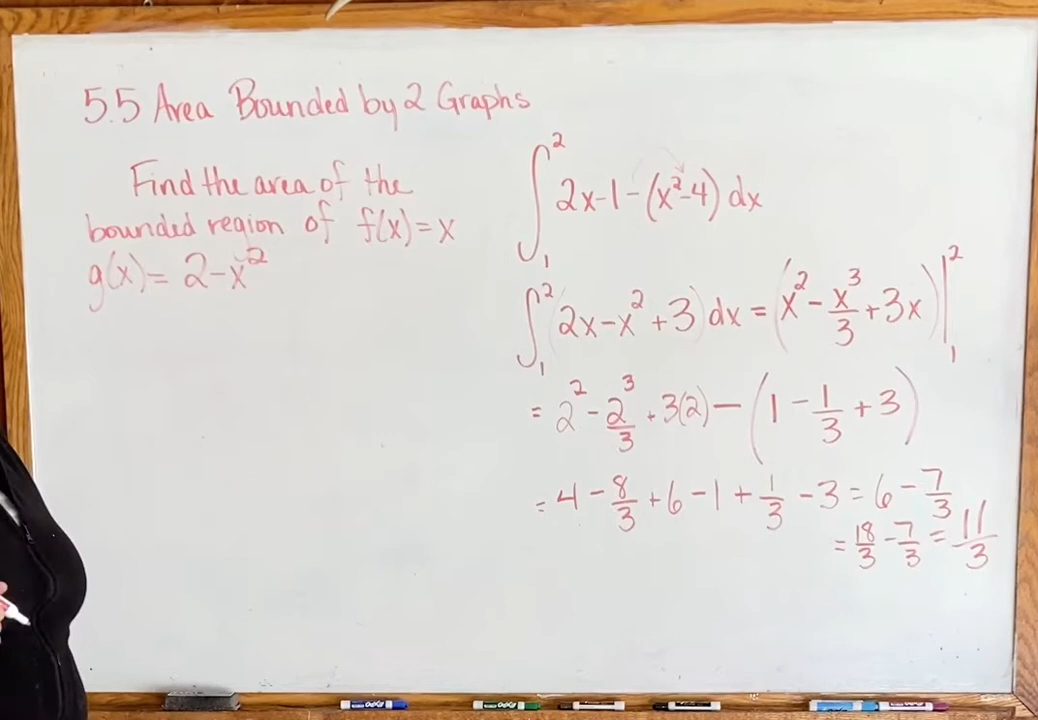 5.5 Area Bounded by 2 Graphs
Find the area of the
bounded region of f(x)=x
g(x)= 2-x²
∫₁² 2x-1-(x²-4) dx
∫₁² (2x-x²+3) dx = (x² - x³/3 + 3x) |₁²
= 2² - 2³/3 + 3(2) - (1 - 1/3 + 3)
= 4 - 8/3 + 6 - 1 + 1/3 - 3 = 6 - 7/3
= 18/3 - 7/3 = 11/3